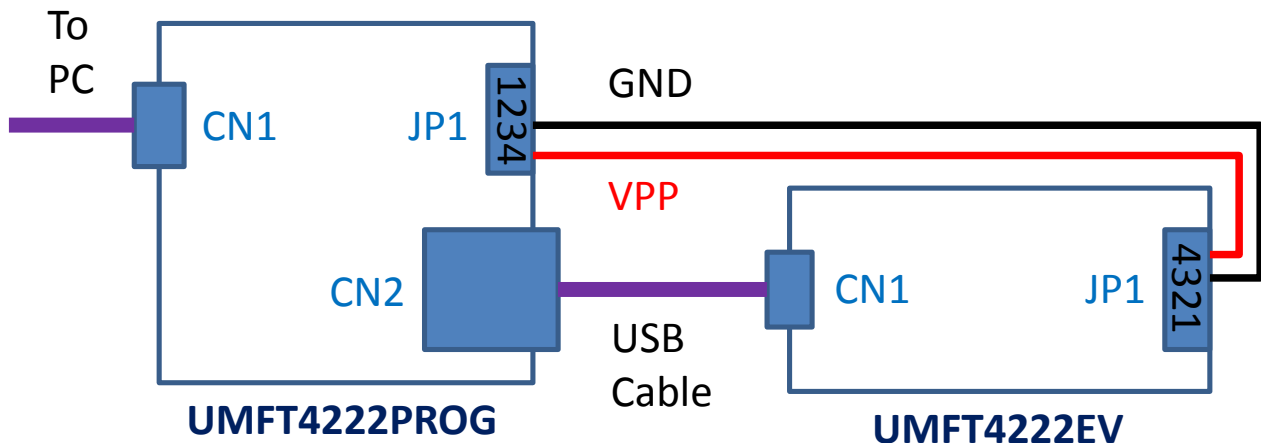 To
PC
CN1
JP1
1234
GND
VPP
CN2
USB
Cable
CN1
JP1
4321
UMFT4222PROG
UMFT4222EV